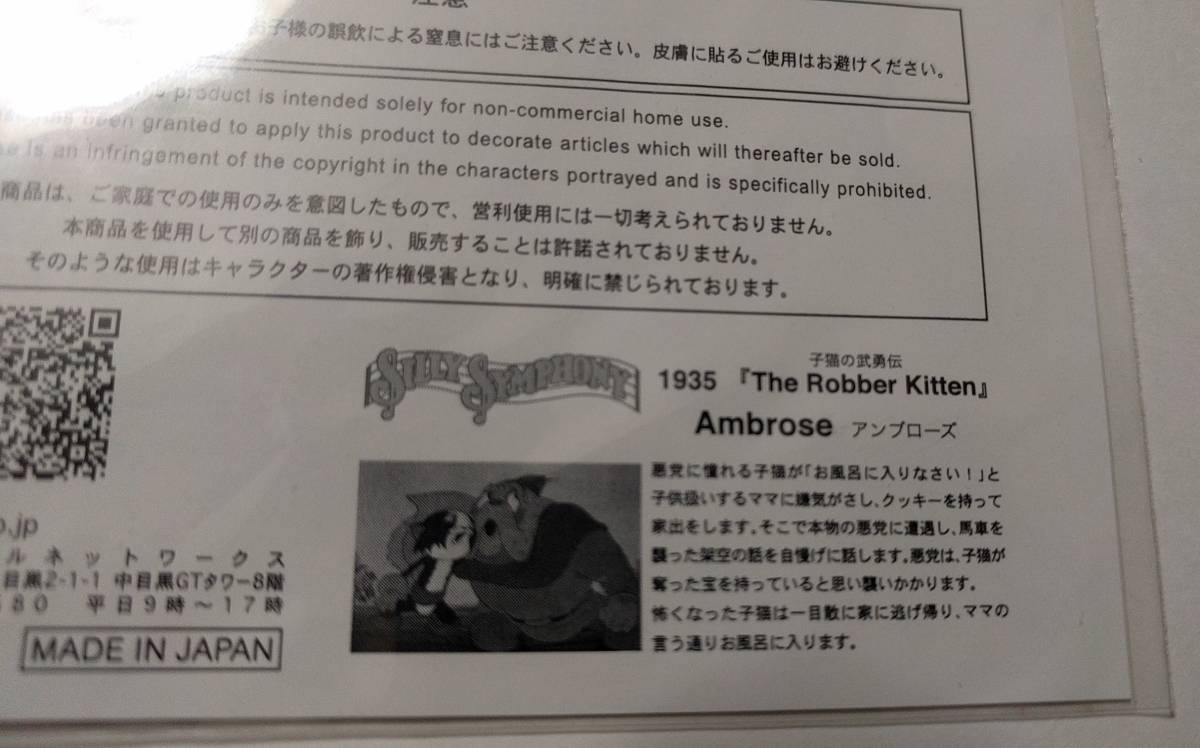 注意
お子様の誤飲による窒息にはご注意ください。皮膚に貼るご使用はお避けください。
product is intended solely for non-commercial home use.
been granted to apply this product to decorate articles which will thereafter be sold.
is an infringement of the copyright in the characters portrayed and is specifically prohibited.
商品は、ご家庭での使用のみを意図したもので、営利使用には一切考えられておりません。
本商品を使用して別の商品を飾り、販売することは許諾されておりません。
そのような使用はキャラクターの著作権侵害となり、明確に禁じられております。
SILLY SYMPHONY
子猫の武勇伝
1935 『The Robber Kitten』
Ambrose アンブローズ
悪党に憧れる子猫が「お風呂に入りなさい！」と
子供扱いするママに嫌気がさし、クッキーを持って
家出をします。そこで本物の悪党に遭遇し、馬車を
襲った架空の話を自慢げに話します。悪党は、子猫が
奪った宝を持っていると思い襲いかかります。
怖くなった子猫は一目散に家に逃げ帰り、ママの
言う通りお風呂に入ります。
.jp
ルネットワークス
目黒2-1-1 中目黒GTタワー8階
80 平日9時〜17時
MADE IN JAPAN